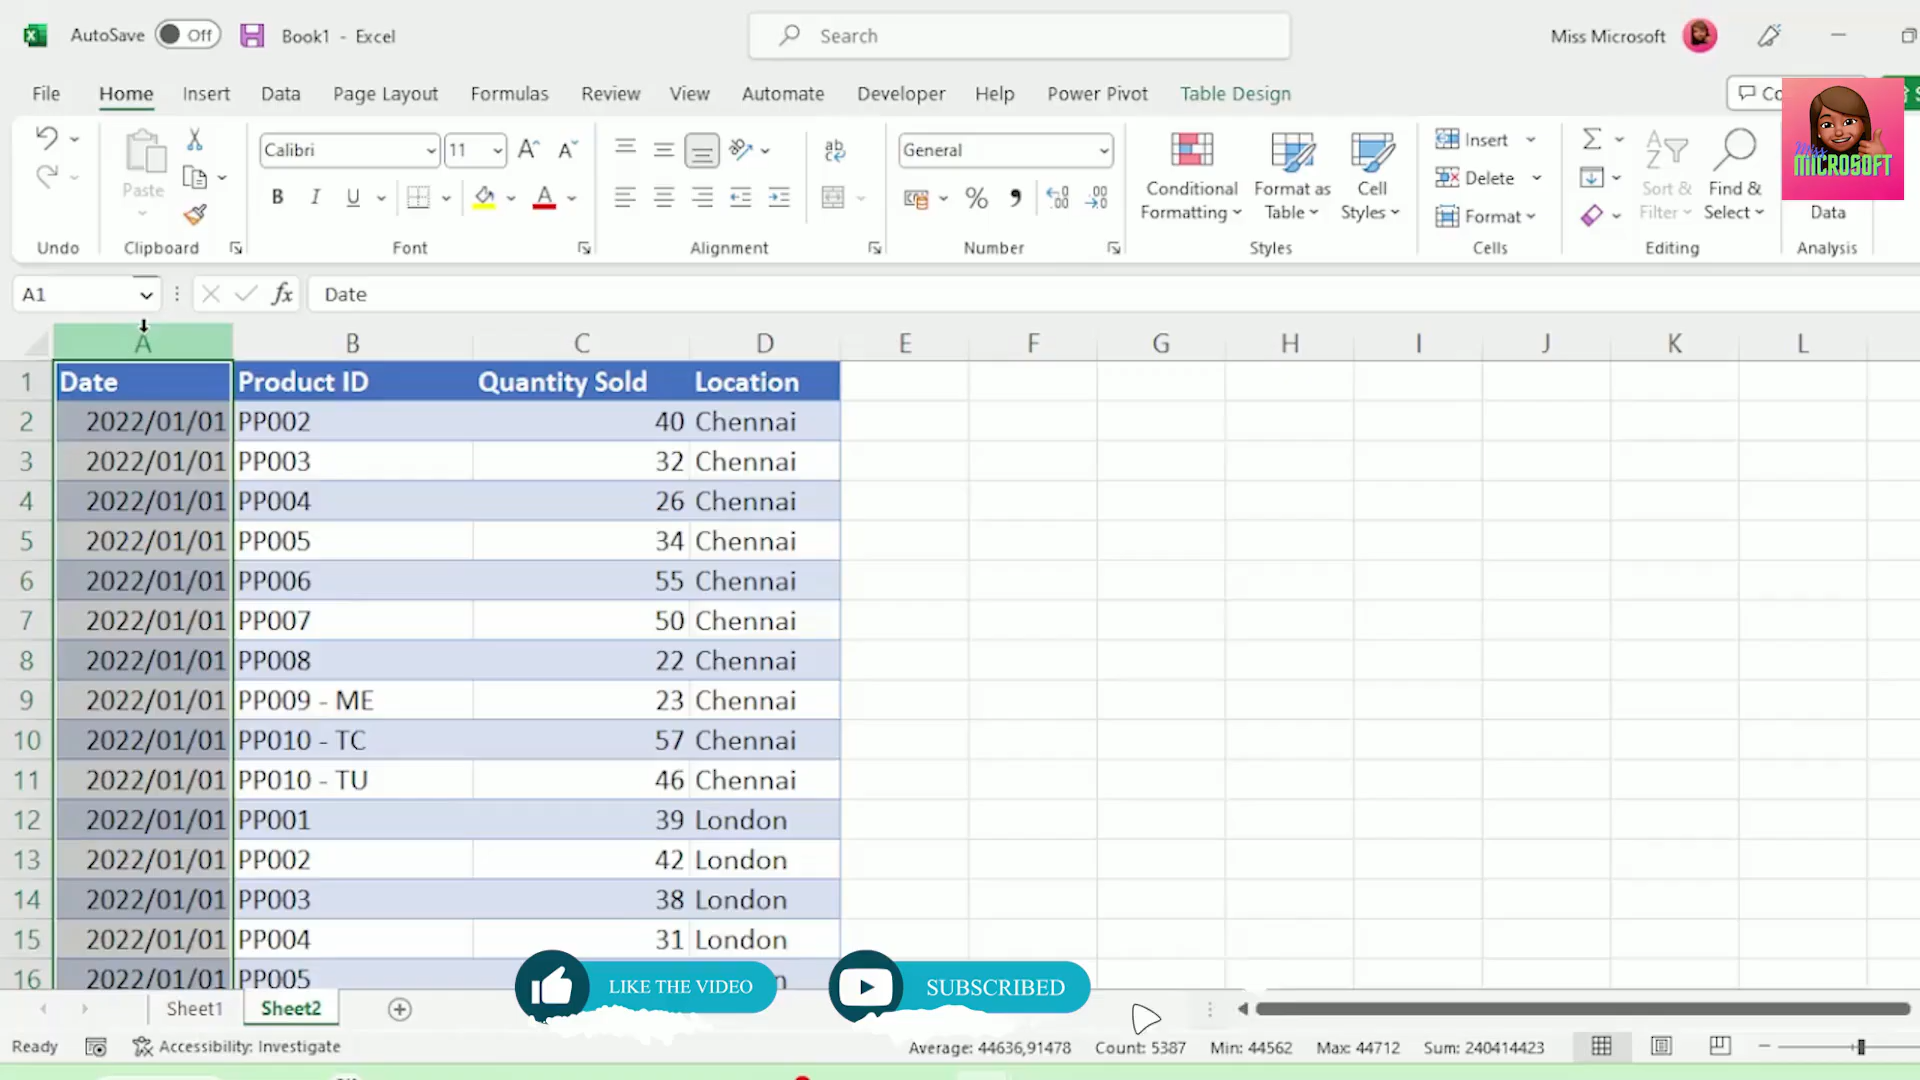 AutoSave Off Book1 - Excel Search Miss Microsoft
File Home Insert Data Page Layout Formulas Review View Automate Developer Help Power Pivot Table Design
Miss
MICROSOFT
Paste
Calibri 11
B I U
General
Conditional
Formatting
Format as
Table
Cell
Styles
Insert
Delete
Format
Sort &
Filter
Find &
Select
Data
Undo Clipboard Font Alignment Number Styles Cells Editing Analysis
A1 fx Date
A B C D E F G H I J K L
1 Date Product ID Quantity Sold Location
2 2022/01/01 PP002 40 Chennai
3 2022/01/01 PP003 32 Chennai
4 2022/01/01 PP004 26 Chennai
5 2022/01/01 PP005 34 Chennai
6 2022/01/01 PP006 55 Chennai
7 2022/01/01 PP007 50 Chennai
8 2022/01/01 PP008 22 Chennai
9 2022/01/01 PP009 - ME 23 Chennai
10 2022/01/01 PP010 - TC 57 Chennai
11 2022/01/01 PP010 - TU 46 Chennai
12 2022/01/01 PP001 39 London
13 2022/01/01 PP002 42 London
14 2022/01/01 PP003 38 London
15 2022/01/01 PP004 31 London
16 2022/01/01 PP005
LIKE THE VIDEO SUBSCRIBED
Sheet1 Sheet2
Ready Accessibility: Investigate Average: 44636,91478 Count: 5387 Min: 44562 Max: 44712 Sum: 240414423